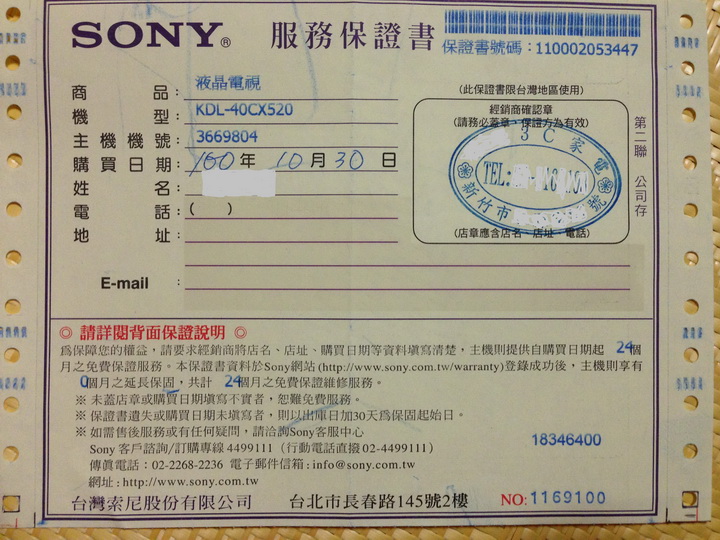 SONY® 服務保證書
保證書號碼：110002053447
商品：液晶電視
機型：KDL-40CX520
主機機號：3669804
購買日期：100年10月30日
姓名：
電話：( )
地址：
E-mail：
(此保證書限台灣地區使用)
經銷商確認章
(請務必蓋章，保證方為有效)
3C家電
TEL:
新竹市 號
(店章應含店名、店址、電話)
第二聯 公司存
◎ 請詳閱背面保證說明 ◎
為保障您的權益，請要求經銷商將店名、店址、購買日期等資料填寫清楚，主機則提供自購買日期起 24個
月之免費保證服務。本保證書資料於Sony網站(http://www.sony.com.tw/warranty)登錄成功後，主機則享有
0個月之延長保固，共計 24個月之免費保證維修服務。
※ 未蓋店章或購買日期填寫不實者，恕難免費服務。
※ 保證書遺失或購買日期未填寫者，則以出庫日加30天為保固起始日。
※ 如需售後服務或有任何疑問，請洽詢Sony客服中心
Sony 客戶諮詢/訂購專線 4499111（行動電話直撥 02-4499111）
傳真電話：02-2268-2236 電子郵件信箱：info@sony.com.tw
網址：http://www.sony.com.tw
18346400
台灣索尼股份有限公司 台北市長春路145號2樓 NO:1169100